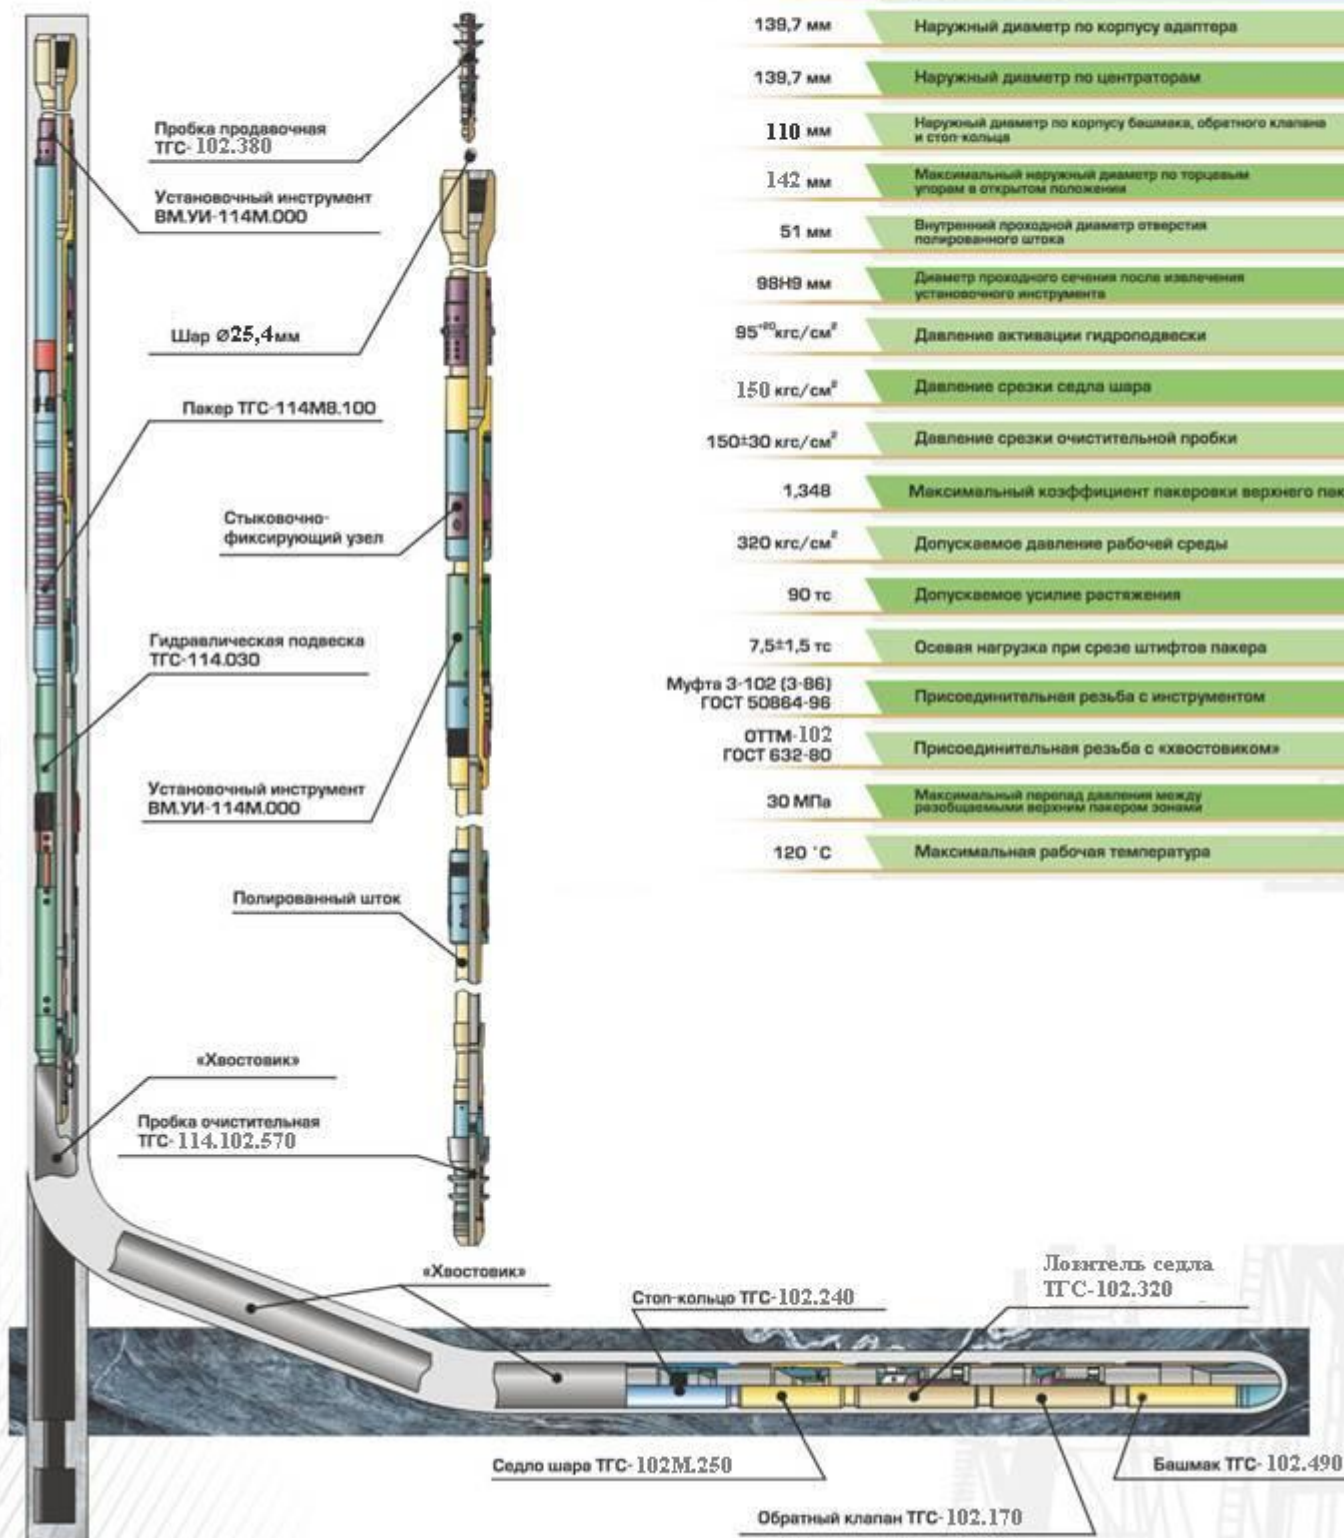 Пробка продавочная
ТГС-102.380
Установочный инструмент
ВМ.УИ-114М.000
Шар Ø25,4мм
Пакер ТГС-114М8.100
Стыковочно-
фиксирующий узел
Гидравлическая подвеска
ТГС-114.030
Установочный инструмент
ВМ.УИ-114М.000
Полированный шток
«Хвостовик»
Пробка очистительная
ТГС-114.102.570
«Хвостовик»
Стоп-кольцо ТГС-102.240
Ловитель седла
ТГС-102.320
Седло шара ТГС-102М.250
Башмак ТГС-102.490
Обратный клапан ТГС-102.170
139,7 мм Наружный диаметр по корпусу адаптера
139,7 мм Наружный диаметр по центраторам
110 мм Наружный диаметр по корпусу башмака, обратного клапана
и стоп-кольца
142 мм Максимальный наружный диаметр по торцевым
упорам в открытом положении
51 мм Внутренний проходной диаметр отверстия
полированного штока
98Н9 мм Диаметр проходного сечения после извлечения
установочного инструмента
95⁺²⁰кгс/см² Давление активации гидроподвески
150 кгс/см² Давление срезки седла шара
150±30 кгс/см² Давление срезки очистительной пробки
1,348 Максимальный коэффициент пакеровки верхнего пак
320 кгс/см² Допускаемое давление рабочей среды
90 тс Допускаемое усилие растяжения
7,5±1,5 тс Осевая нагрузка при срезе штифтов пакера
Муфта З-102 (З-86)
ГОСТ 50864-96 Присоединительная резьба с инструментом
ОТТМ-102
ГОСТ 632-80 Присоединительная резьба с «хвостовиком»
30 МПа Максимальный перепад давления между
разобщаемыми верхним пакером зонами
120 °С Максимальная рабочая температура